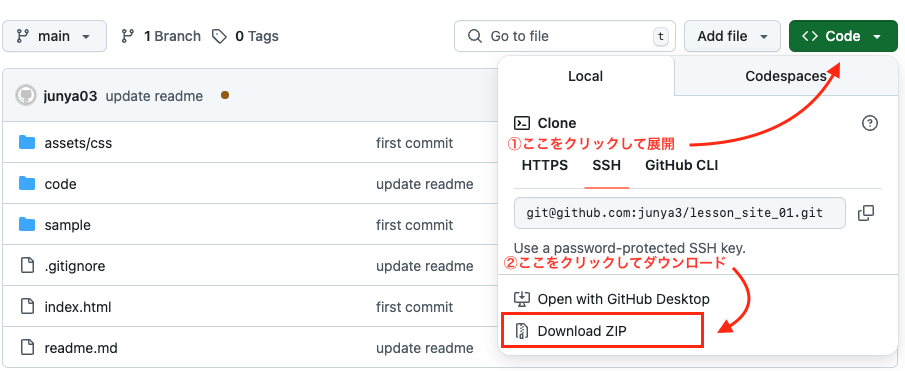 main 1 Branch 0 Tags Go to file t Add file Code
Local Codespaces
junya03 update readme
Clone
①ここをクリックして展開
HTTPS SSH GitHub CLI
git@github.com:junya3/lesson_site_01.git
Use a password-protected SSH key.
②ここをクリックしてダウンロード
Open with GitHub Desktop
Download ZIP
assets/css first commit
code update readme
sample update readme
.gitignore update readme
index.html first commit
readme.md update readme